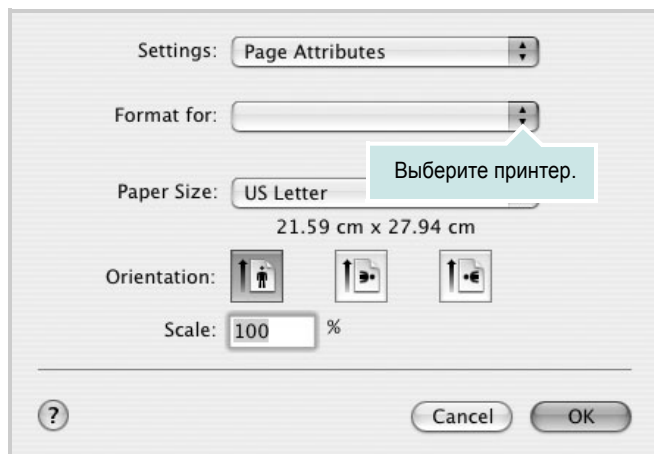 Settings: Page Attributes
Format for:
Выберите принтер.
Paper Size: US Letter
21.59 cm x 27.94 cm
Orientation:
Scale: 100 %
? Cancel OK